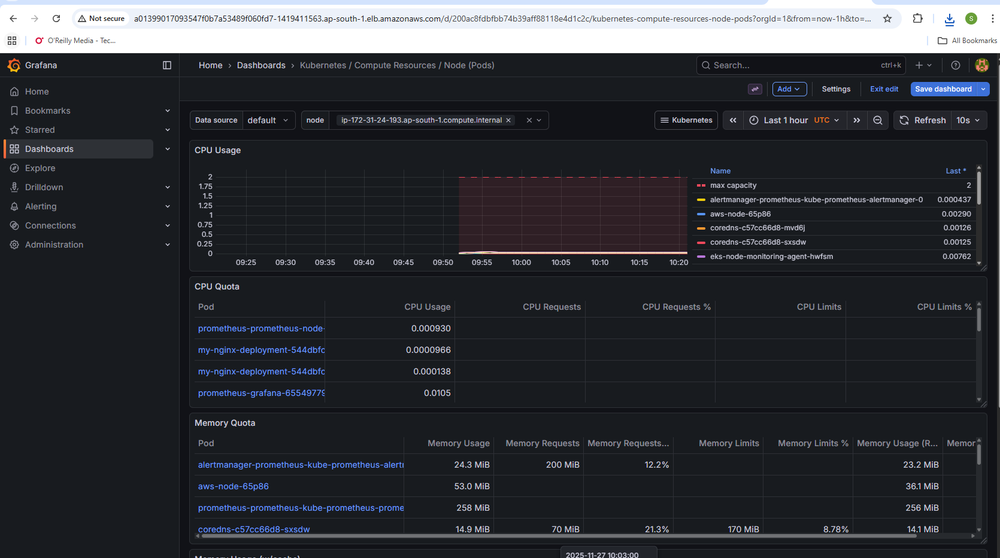 Not secure
a01399017093547f0b7a53489f060fd7-1419411563.ap-south-1.elb.amazonaws.com/d/200ac8fdbfbb74b39aff88118e4d1c2c/kubernetes-compute-resources-node-pods?orgId=1&from=now-1h&to=...
S
O'Reilly Media - Tec...
All Bookmarks
Grafana
Home › Dashboards › Kubernetes / Compute Resources / Node (Pods)
Search...
ctrl+k
Add
Settings
Exit edit
Save dashboard
Home
Bookmarks
Starred
Dashboards
Explore
Drilldown
Alerting
Connections
Administration
Data source default
node ip-172-31-24-193.ap-south-1.compute.internal
Kubernetes
Last 1 hour UTC
Refresh 10s
CPU Usage
2
1.75
1.5
1.25
1
0.75
0.5
0.25
0
09:25 09:30 09:35 09:40 09:45 09:50 09:55 10:00 10:05 10:10 10:15 10:20
Name Last *
max capacity 2
alertmanager-prometheus-kube-prometheus-alertmanager-0 0.000437
aws-node-65p86 0.00290
coredns-c57cc66d8-mvd6j 0.00126
coredns-c57cc66d8-sxsdw 0.00125
eks-node-monitoring-agent-hwfsm 0.00762
CPU Quota
Pod CPU Usage CPU Requests CPU Requests % CPU Limits CPU Limits %
prometheus-prometheus-node- 0.000930
my-nginx-deployment-544dbfc 0.0000966
my-nginx-deployment-544dbfc 0.000138
prometheus-grafana-65549779 0.0105
Memory Quota
Pod Memory Usage Memory Requests Memory Requests... Memory Limits Memory Limits % Memory Usage (R... Memor
alertmanager-prometheus-kube-prometheus-alertr 24.3 MiB 200 MiB 12.2% 23.2 MiB
aws-node-65p86 53.0 MiB 36.1 MiB
prometheus-prometheus-kube-prometheus-prome 258 MiB 256 MiB
coredns-c57cc66d8-sxsdw 14.9 MiB 70 MiB 21.3% 170 MiB 8.78% 14.1 MiB
Memory Usage (w/cache)
2025-11-27 10:03:00